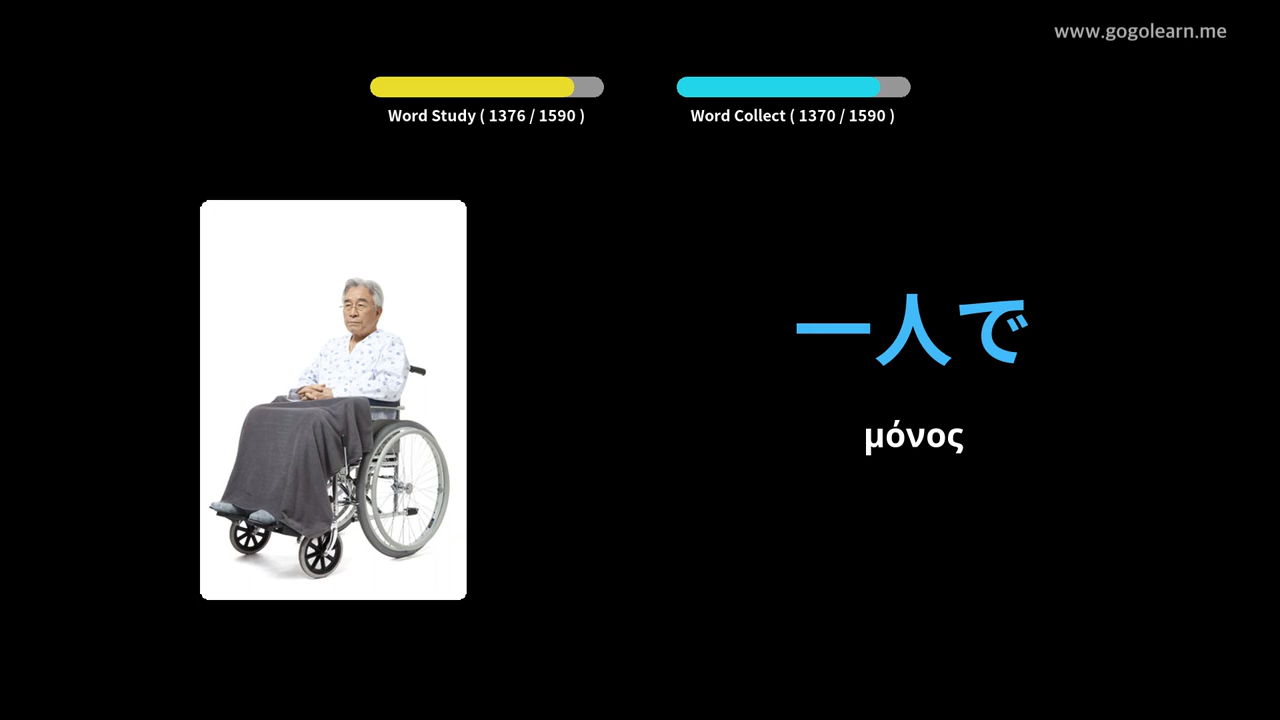 www.gogolearn.me
Word Study ( 1376 / 1590 )
Word Collect ( 1370 / 1590 )
一人で
μόνος